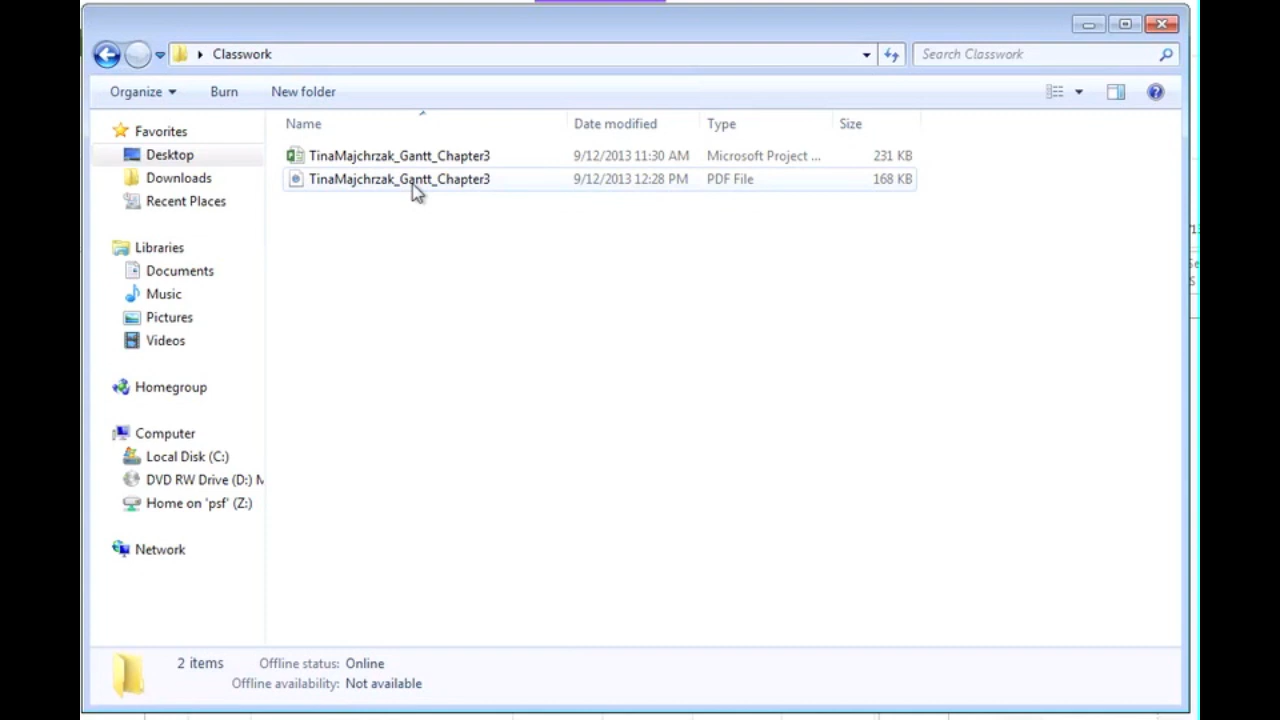 Classwork
Search Classwork
Organize Burn New folder
Name Date modified Type Size
Favorites
TinaMajchrzak_Gantt_Chapter3 9/12/2013 11:30 AM Microsoft Project ... 231 KB
Desktop
TinaMajchrzak_Gantt_Chapter3 9/12/2013 12:28 PM PDF File 168 KB
Downloads
Recent Places
Libraries
Documents
Music
Pictures
Videos
Homegroup
Computer
Local Disk (C:)
DVD RW Drive (D:) M
Home on 'psf' (Z:)
Network
2 items Offline status: Online
Offline availability: Not available